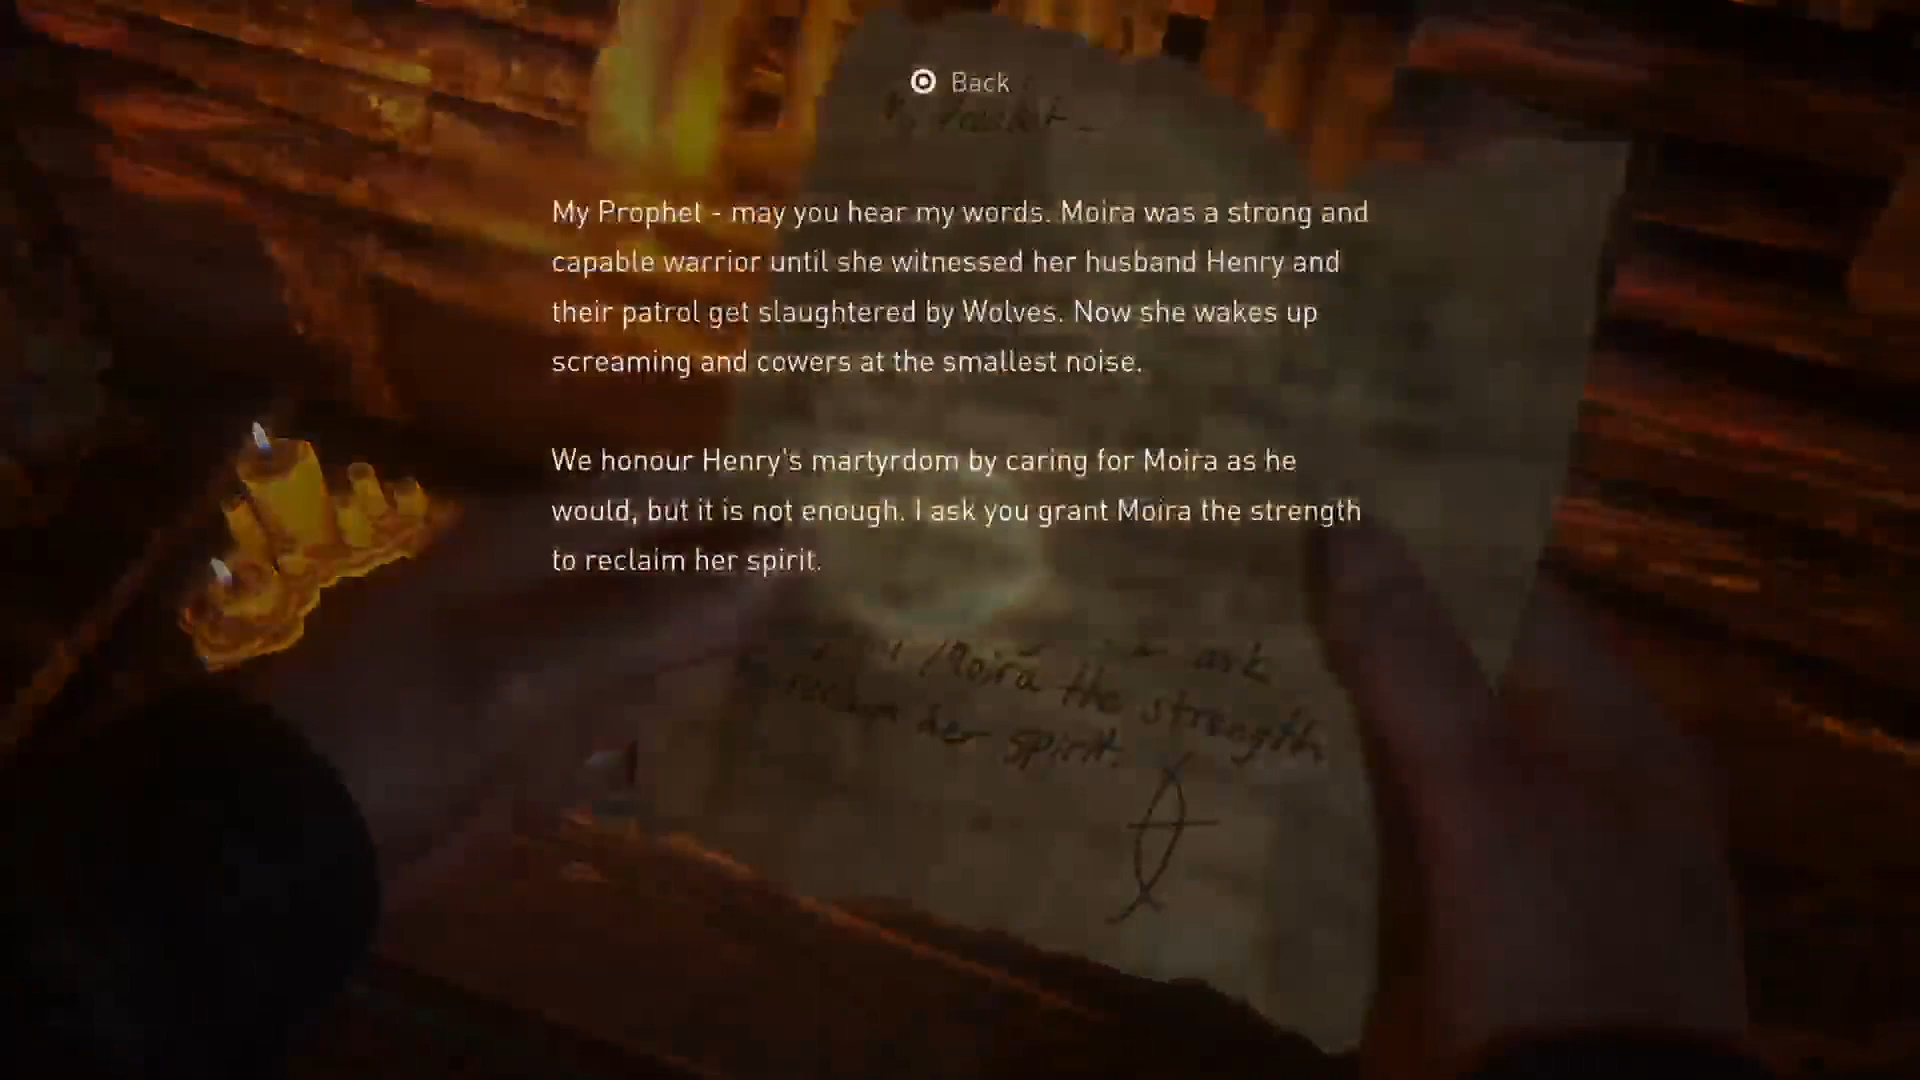 Back
My Prophet - may you hear my words. Moira was a strong and
capable warrior until she witnessed her husband Henry and
their patrol get slaughtered by Wolves. Now she wakes up
screaming and cowers at the smallest noise.
We honour Henry's martyrdom by caring for Moira as he
would, but it is not enough. I ask you grant Moira the strength
to reclaim her spirit.
ask
Moira the strength
her spirit.